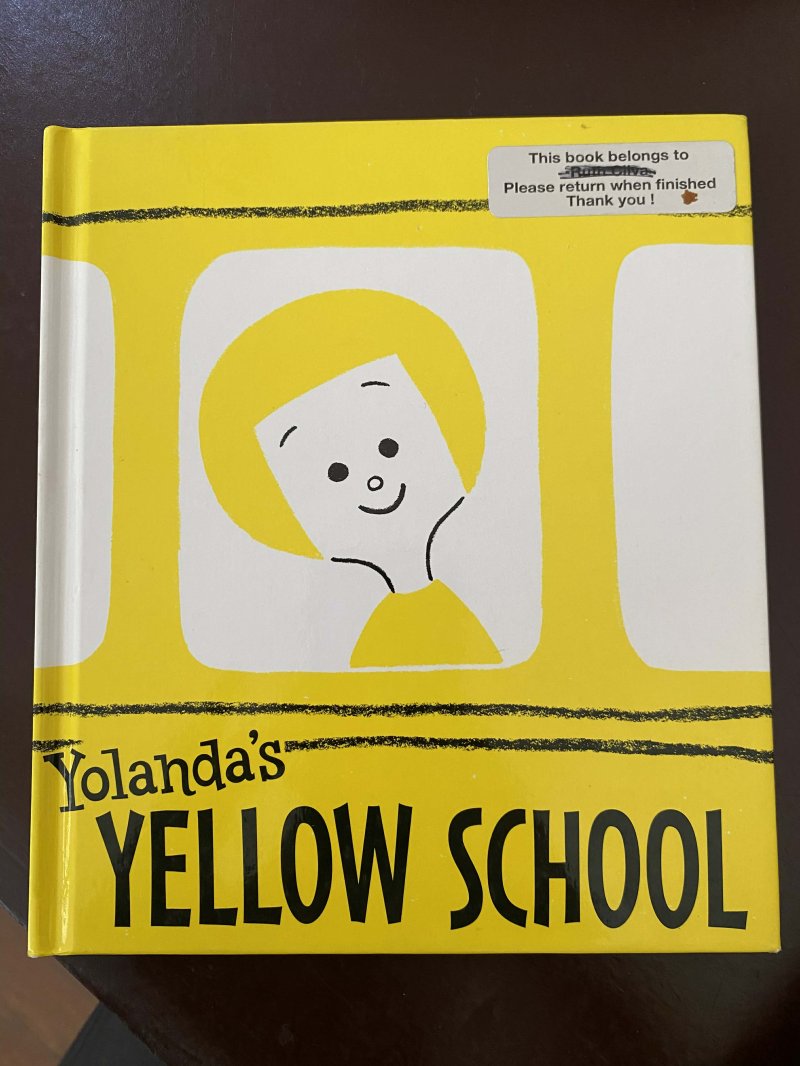 This book belongs to
Please return when finished
Thank you !
Yolanda's
YELLOW SCHOOL